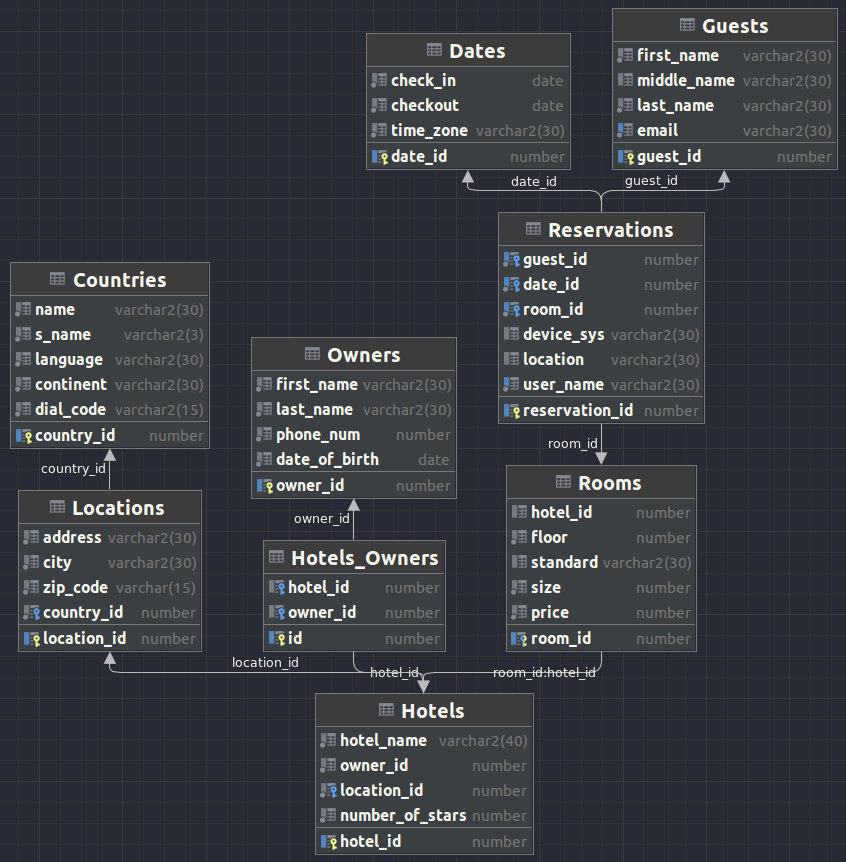 Dates
check_in date
checkout date
time_zone varchar2(30)
date_id number
Guests
first_name varchar2(30)
middle_name varchar2(30)
last_name varchar2(30)
email varchar2(30)
guest_id number
date_id
guest_id
Reservations
guest_id number
date_id number
room_id number
device_sys varchar2(30)
location varchar2(30)
user_name varchar2(30)
reservation_id number
Countries
name varchar2(30)
s_name varchar2(3)
language varchar2(30)
continent varchar2(30)
dial_code varchar2(15)
country_id number
country_id
Owners
first_name varchar2(30)
last_name varchar2(30)
phone_num number
date_of_birth date
owner_id number
owner_id
room_id
Locations
address varchar2(30)
city varchar2(30)
zip_code varchar(15)
country_id number
location_id number
Hotels_Owners
hotel_id number
owner_id number
id number
Rooms
hotel_id number
floor number
standard varchar2(30)
size number
price number
room_id number
location_id
hotel_id
room_id:hotel_id
Hotels
hotel_name varchar2(40)
owner_id number
location_id number
number_of_stars number
hotel_id number